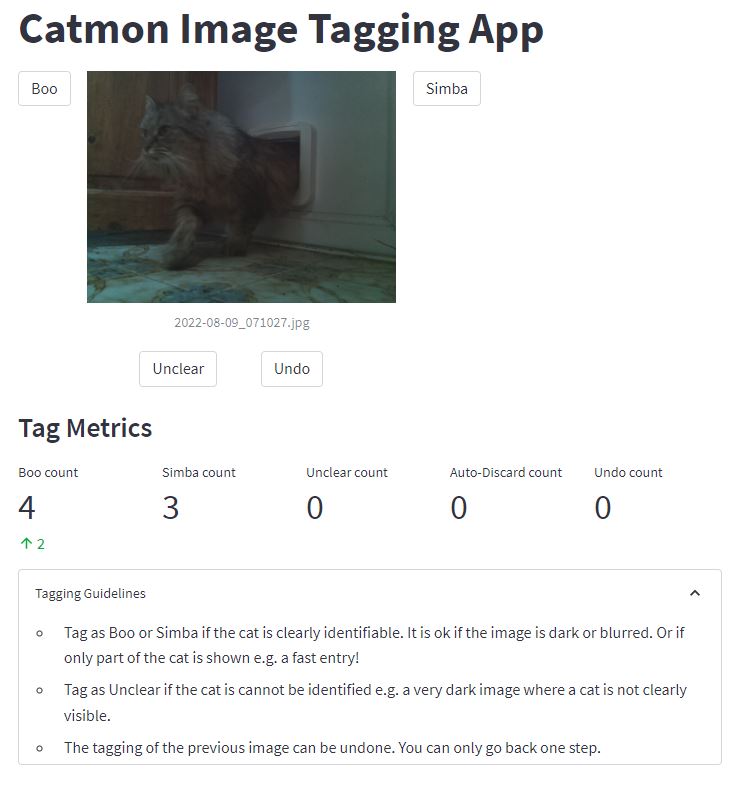 Catmon Image Tagging App
Boo
Simba
2022-08-09_071027.jpg
Unclear
Undo
Tag Metrics
Boo count
Simba count
Unclear count
Auto-Discard count
Undo count
4
3
0
0
0
↑ 2
Tagging Guidelines
Tag as Boo or Simba if the cat is clearly identifiable. It is ok if the image is dark or blurred. Or if
only part of the cat is shown e.g. a fast entry!
Tag as Unclear if the cat is cannot be identified e.g. a very dark image where a cat is not clearly
visible.
The tagging of the previous image can be undone. You can only go back one step.